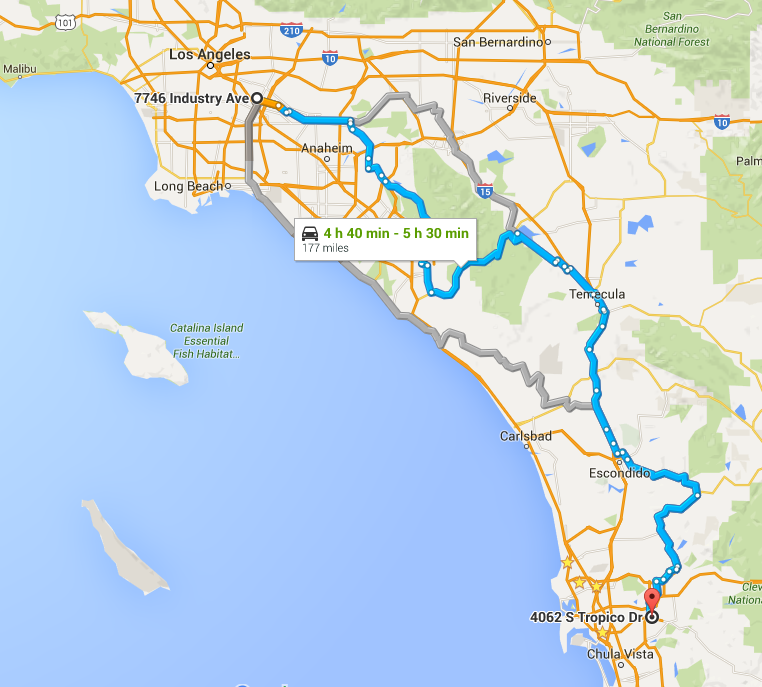 101
San
Bernardino
National Forest
210
San Bernardino
Los Angeles
10
Malibu
7746 Industry Ave
Riverside
10
Anaheim
Palm
Long Beach
15
4 h 40 min - 5 h 30 min
177 miles
Temecula
Catalina Island
Essential
Fish Habitat...
Carlsbad
Escondido
Clev
Nation
4062 S Tropico Dr
Chula Vista